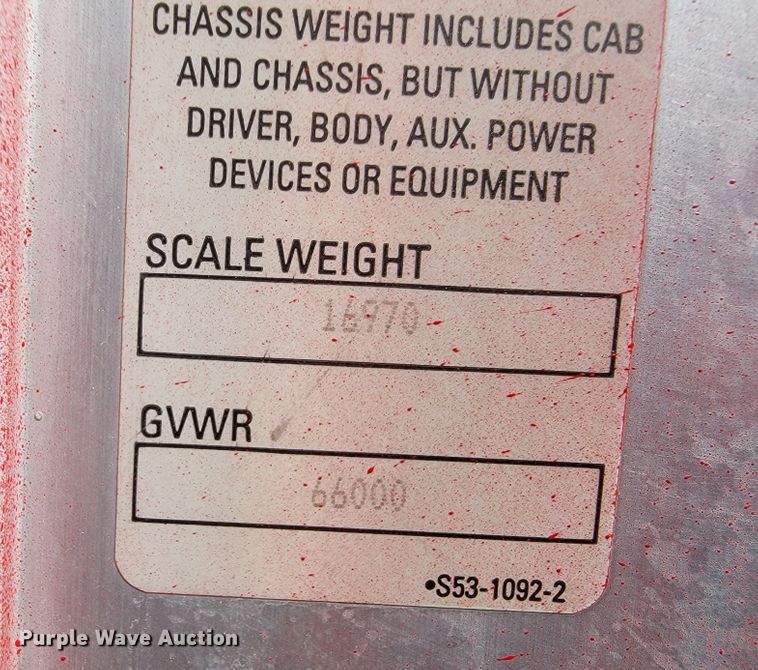 CHASSIS WEIGHT INCLUDES CAB
AND CHASSIS, BUT WITHOUT
DRIVER, BODY, AUX. POWER
DEVICES OR EQUIPMENT
SCALE WEIGHT
16970
GVWR
66000
•S53-1092-2
Purple Wave Auction